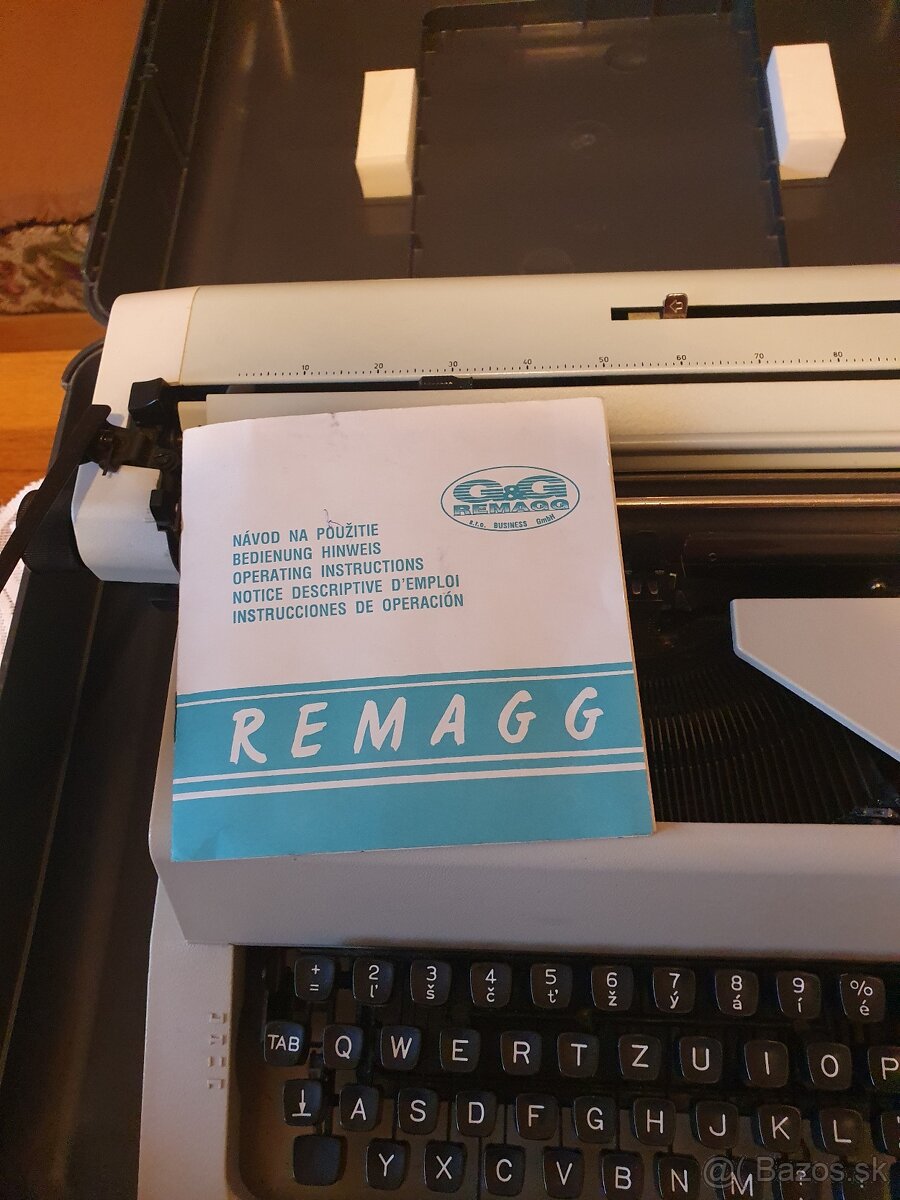 10 20 30 40 50 60 70 80
G&G
REMAGG
s.r.o. BUSINESS GmbH
NÁVOD NA POUŽITIE
BEDIENUNG HINWEIS
OPERATING INSTRUCTIONS
NOTICE DESCRIPTIVE D'EMPLOI
INSTRUCCIONES DE OPERACIÓN
REMAGG
+ 2 3 4 5 6 7 8 9 %
= ľ š č ť ž ý á í é
TAB Q W E R T Z U I O P
A S D F G H J K L
Y X C V B N M ?
Bazos.sk